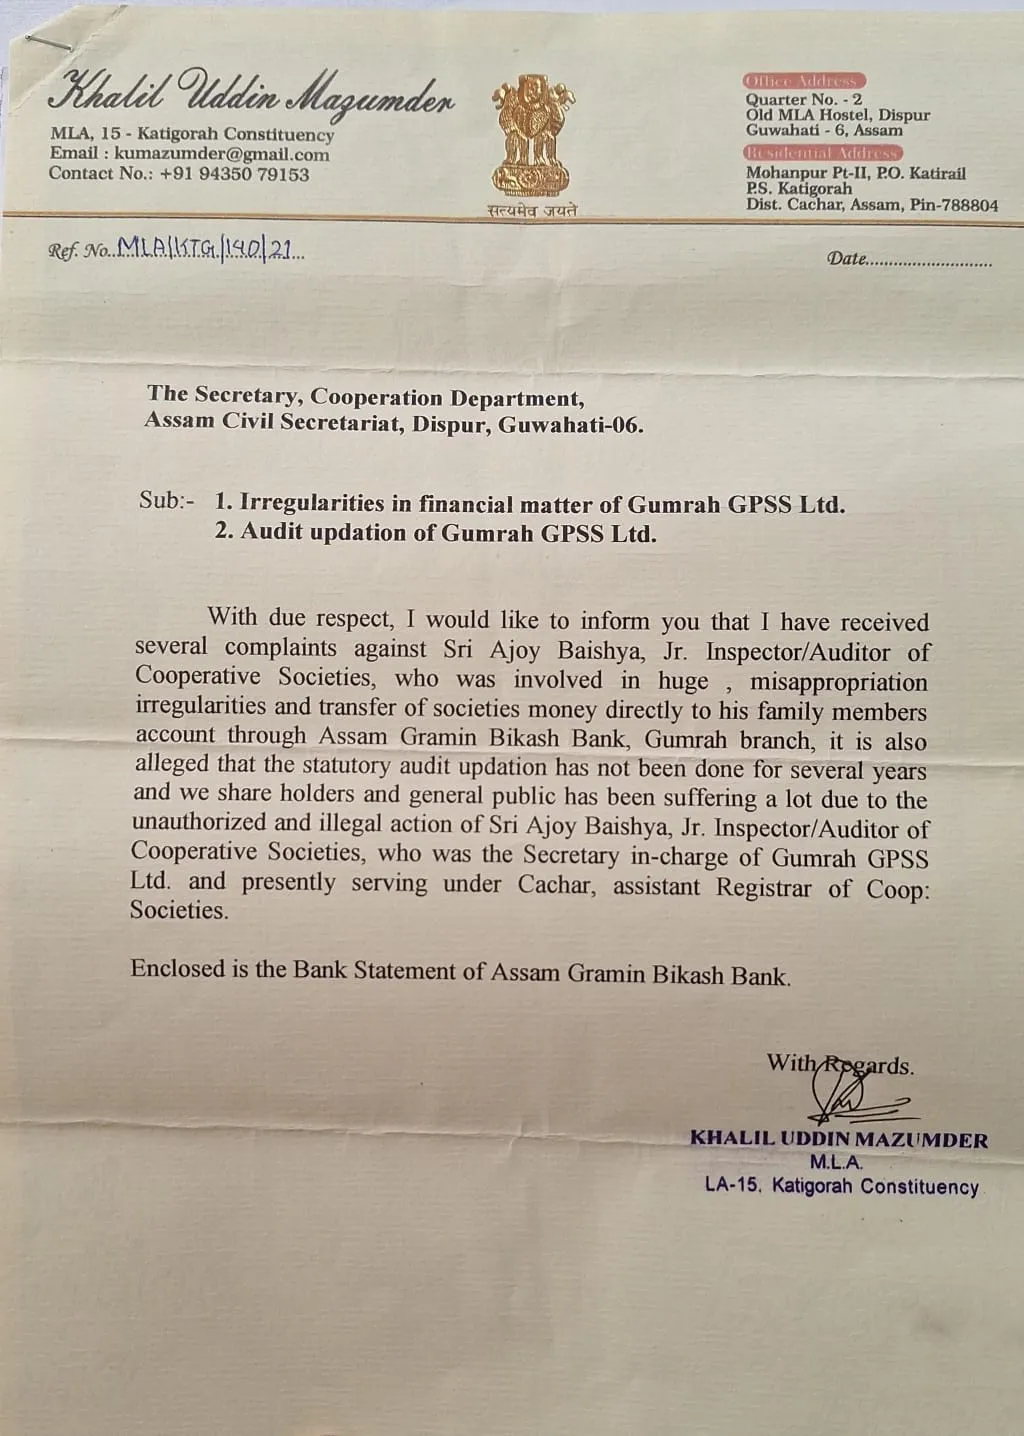 Khalil Uddin Mazumder
MLA, 15 - Katigorah Constituency
Email : kumazumder@gmail.com
Contact No.: +91 94350 79153
सत्यमेव जयते
Office Address
Quarter No. - 2
Old MLA Hostel, Dispur
Guwahati - 6, Assam
Residential Address
Mohanpur Pt-II, P.O. Katirail
P.S. Katigorah
Dist. Cachar, Assam, Pin-788804
Ref. No..MLA/KTG/140/21...
Date...........................
The Secretary, Cooperation Department,
Assam Civil Secretariat, Dispur, Guwahati-06.
Sub:- 1. Irregularities in financial matter of Gumrah GPSS Ltd.
2. Audit updation of Gumrah GPSS Ltd.
With due respect, I would like to inform you that I have received
several complaints against Sri Ajoy Baishya, Jr. Inspector/Auditor of
Cooperative Societies, who was involved in huge , misappropriation
irregularities and transfer of societies money directly to his family members
account through Assam Gramin Bikash Bank, Gumrah branch, it is also
alleged that the statutory audit updation has not been done for several years
and we share holders and general public has been suffering a lot due to the
unauthorized and illegal action of Sri Ajoy Baishya, Jr. Inspector/Auditor of
Cooperative Societies, who was the Secretary in-charge of Gumrah GPSS
Ltd. and presently serving under Cachar, assistant Registrar of Coop:
Societies.
Enclosed is the Bank Statement of Assam Gramin Bikash Bank.
With Regards.
KHALIL UDDIN MAZUMDER
M.L.A.
LA-15, Katigorah Constituency